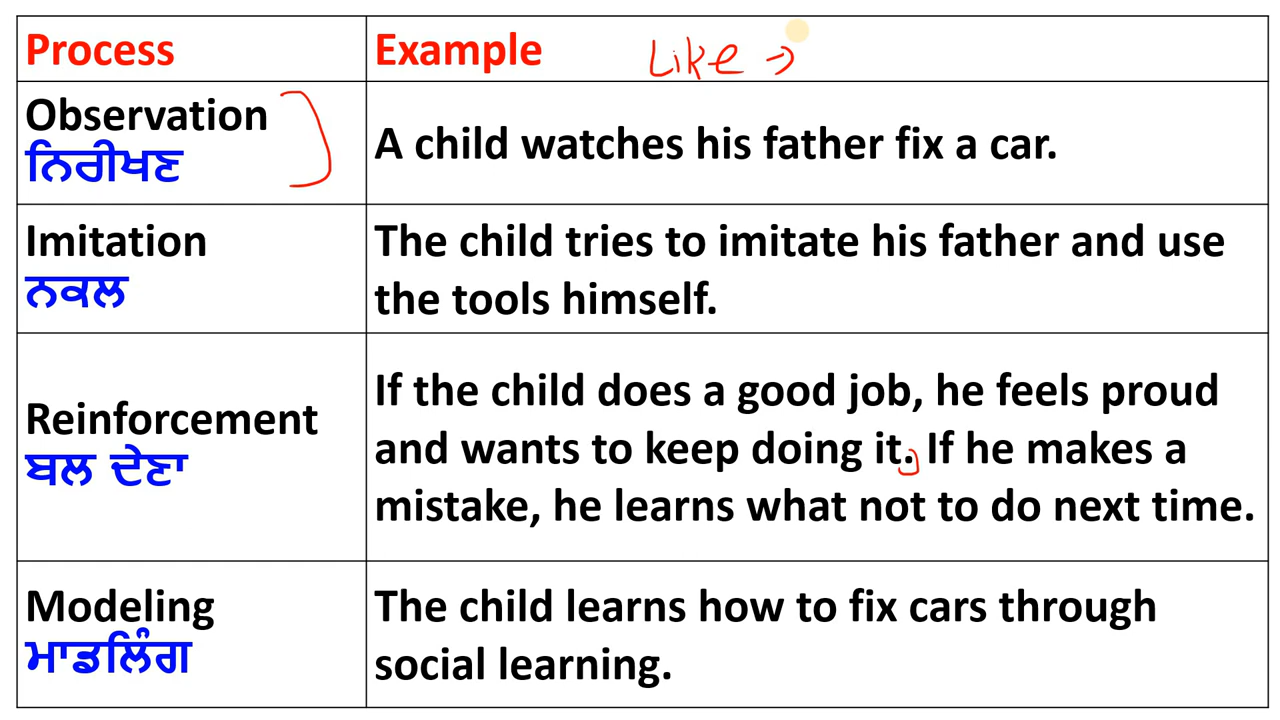 Process
Example
Like →
Observation
ਨਿਰੀਖਣ
A child watches his father fix a car.
Imitation
ਨਕਲ
The child tries to imitate his father and use
the tools himself.
Reinforcement
ਬਲ ਦੇਣਾ
If the child does a good job, he feels proud
and wants to keep doing it. If he makes a
mistake, he learns what not to do next time.
Modeling
ਮਾਡਲਿੰਗ
The child learns how to fix cars through
social learning.